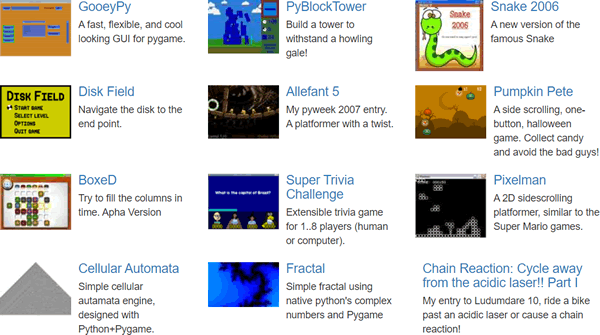 GooeyPy
A fast, flexible, and cool
looking GUI for pygame.
PyBlockTower
Build a tower to
withstand a howling
gale!
Snake
2006
Snake 2006
A new version of the
famous Snake
DISK FIELD
START GAME
SELECT LEVEL
OPTIONS
QUIT GAME
Disk Field
Navigate the disk to the
end point.
Allefant 5
My pyweek 2007 entry.
A platformer with a twist.
Pumpkin Pete
A side scrolling, one-
button, halloween
game. Collect candy
and avoid the bad guys!
BoxeD
Try to fill the columns in
time. Apha Version
What is the capital of Brazil?
Super Trivia
Challenge
Extensible trivia game
for 1..8 players (human
or computer).
Pixelman
A 2D sidescrolling
platformer, similar to the
Super Mario games.
Cellular Automata
Simple cellular
autamata engine,
designed with
Python+Pygame.
Fractal
Simple fractal using
native python's complex
numbers and Pygame
Chain Reaction: Cycle away
from the acidic laser!! Part I
My entry to Ludumdare 10, ride a bike
past an acidic laser or cause a chain
reaction!